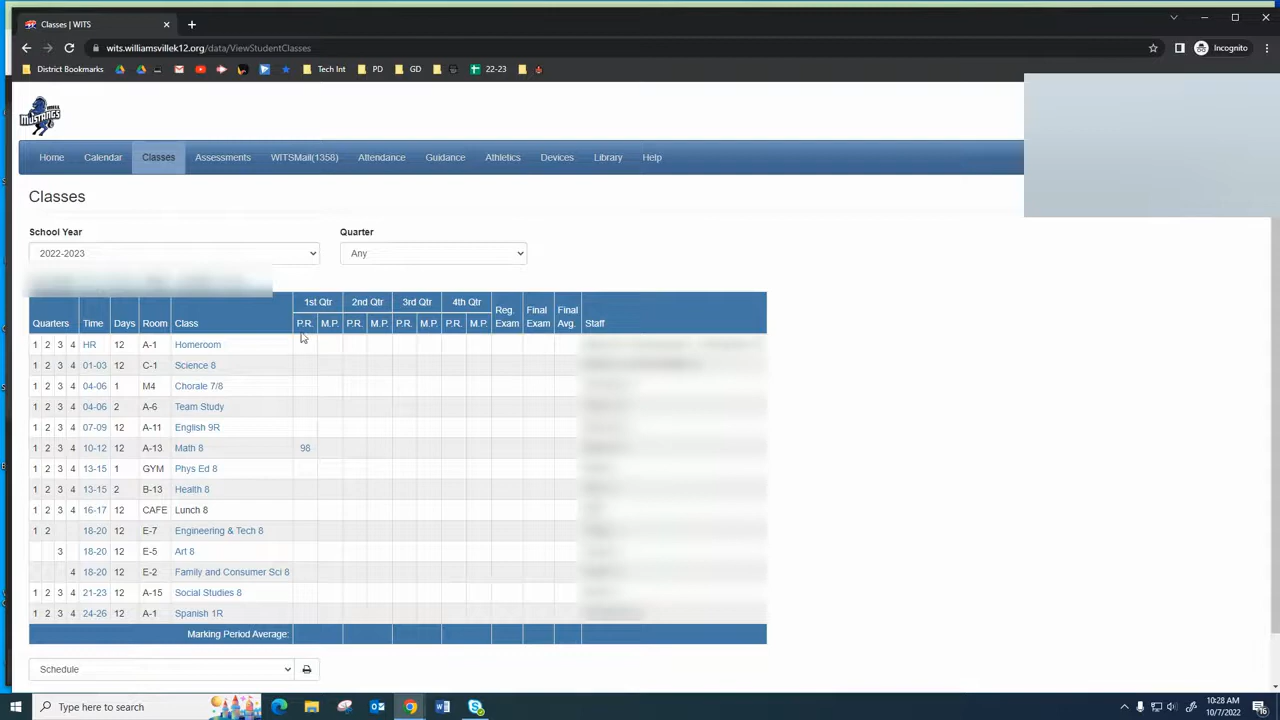 Classes | WITS
wits.williamsvillek12.org/data/ViewStudentClasses
Incognito
District Bookmarks Tech Int PD GD 22-23
MUSTANGS
Home Calendar Classes Assessments WITSMail(1358) Attendance Guidance Athletics Devices Library Help
Classes
School Year Quarter
2022-2023 Any
1st Qtr 2nd Qtr 3rd Qtr 4th Qtr Reg. Exam Final Exam Final Avg.
Quarters Time Days Room Class P.R. M.P. P.R. M.P. P.R. M.P. P.R. M.P. Staff
1 2 3 4 HR 12 A-1 Homeroom
1 2 3 4 01-03 12 C-1 Science 8
1 2 3 4 04-06 1 M4 Chorale 7/8
1 2 3 4 04-06 2 A-6 Team Study
1 2 3 4 07-09 12 A-11 English 9R
1 2 3 4 10-12 12 A-13 Math 8 98
1 2 3 4 13-15 1 GYM Phys Ed 8
1 2 3 4 13-15 2 B-13 Health 8
1 2 3 4 16-17 12 CAFE Lunch 8
1 2 18-20 12 E-7 Engineering & Tech 8
3 18-20 12 E-5 Art 8
4 18-20 12 E-2 Family and Consumer Sci 8
1 2 3 4 21-23 12 A-15 Social Studies 8
1 2 3 4 24-26 12 A-1 Spanish 1R
Marking Period Average:
Schedule
Type here to search
10:28 AM
10/7/2022
16